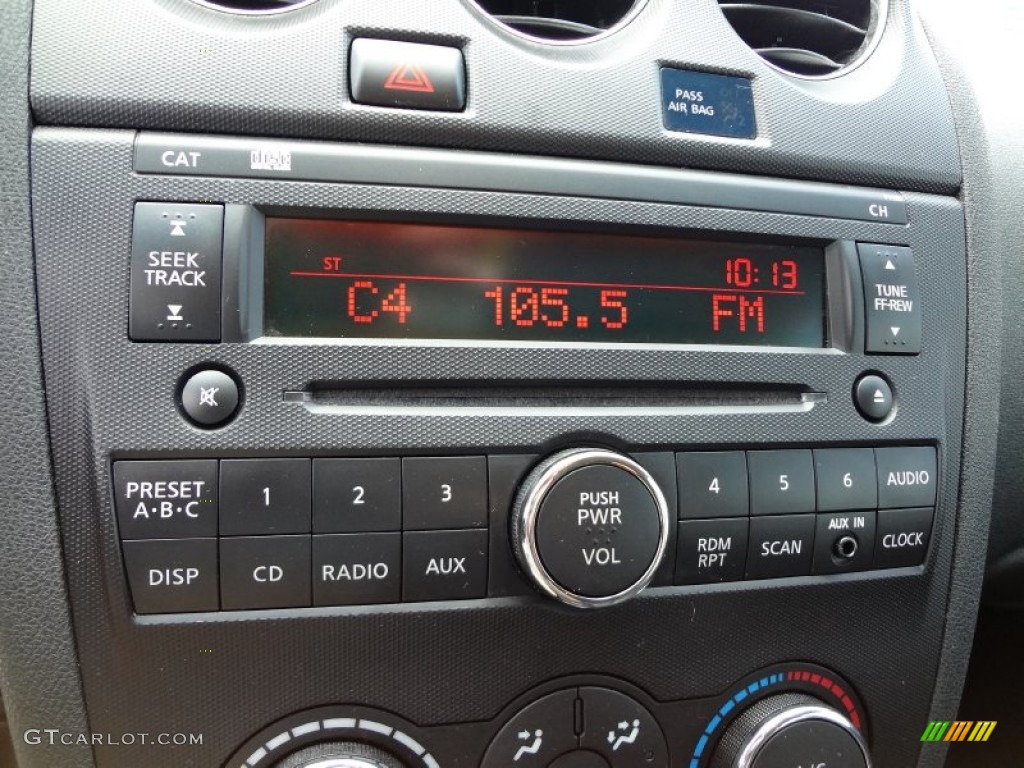 PASS
AIR BAG
CAT
DISC
CH
SEEK
TRACK
ST
10:13
C4 105.5 FM
TUNE
FF·REW
PRESET
A·B·C
1
2
3
PUSH
PWR
VOL
4
5
6
AUDIO
DISP
CD
RADIO
AUX
RDM
RPT
SCAN
AUX IN
CLOCK
A/C
GTCARLOT.COM